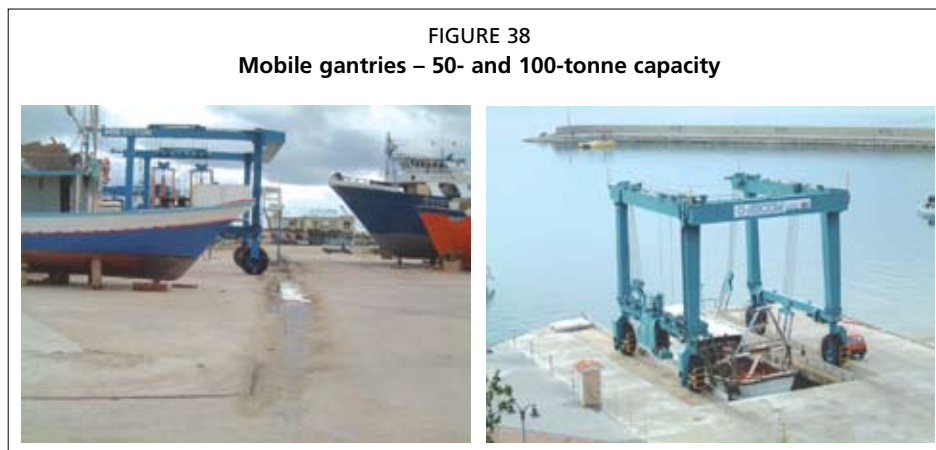 FIGURE 38
Mobile gantries – 50- and 100-tonne capacity